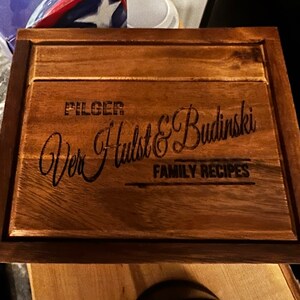 PILGER
Ver Hulst & Budinski
FAMILY RECIPES